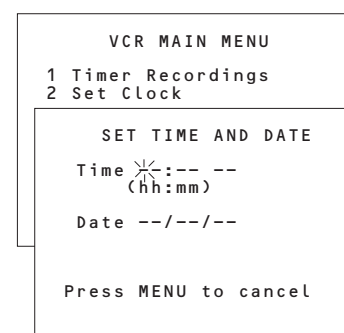 VCR MAIN MENU
1 Timer Recordings
2 Set Clock
SET TIME AND DATE
Time --:-- --
(hh:mm)
Date --/--/--
Press MENU to cancel